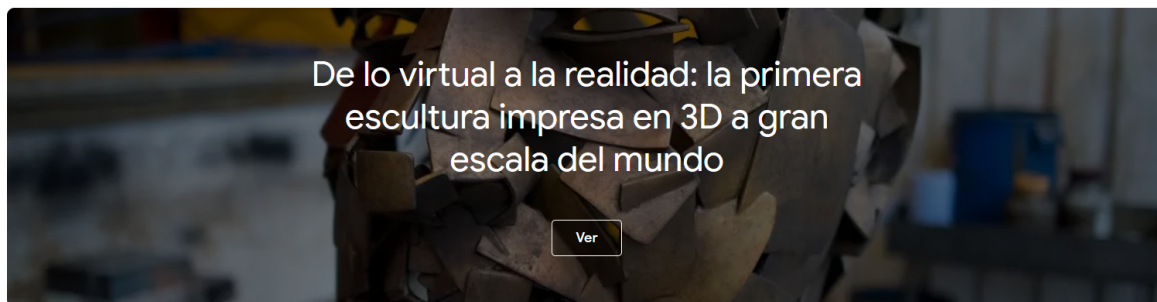 De lo virtual a la realidad: la primera
escultura impresa en 3D a gran
escala del mundo
Ver